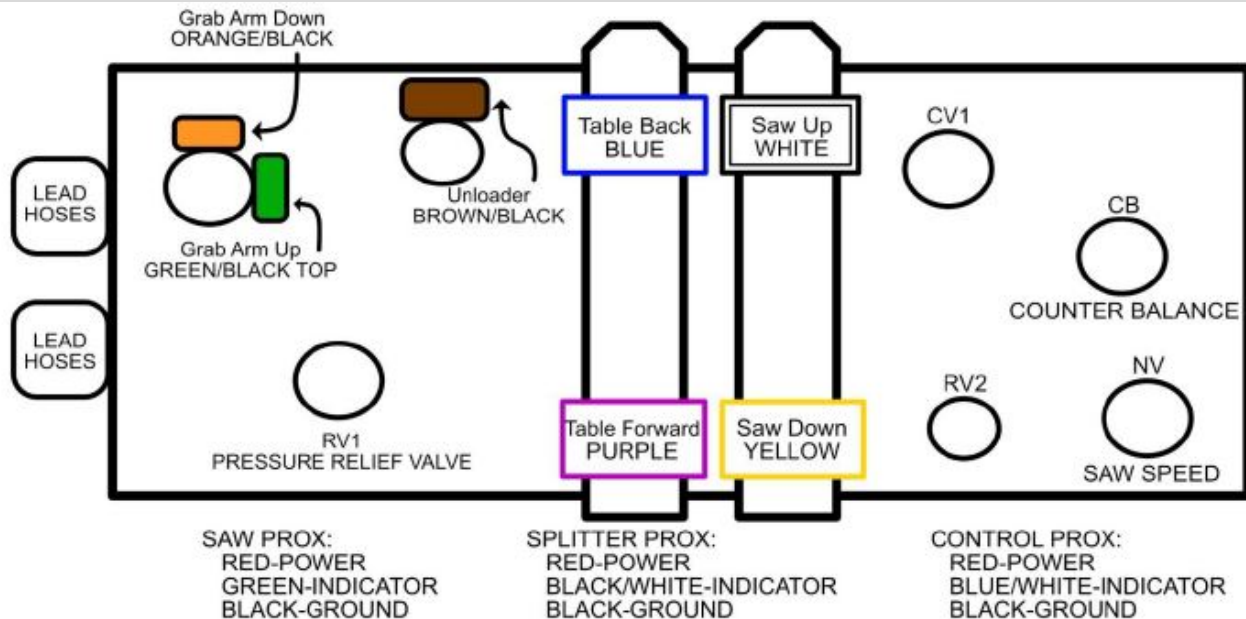 Grab Arm Down
ORANGE/BLACK
LEAD
HOSES
LEAD
HOSES
Grab Arm Up
GREEN/BLACK TOP
Unloader
BROWN/BLACK
RV1
PRESSURE RELIEF VALVE
Table Back
BLUE
Saw Up
WHITE
Table Forward
PURPLE
Saw Down
YELLOW
CV1
CB
COUNTER BALANCE
RV2
NV
SAW SPEED
SAW PROX:
RED-POWER
GREEN-INDICATOR
BLACK-GROUND
SPLITTER PROX:
RED-POWER
BLACK/WHITE-INDICATOR
BLACK-GROUND
CONTROL PROX:
RED-POWER
BLUE/WHITE-INDICATOR
BLACK-GROUND